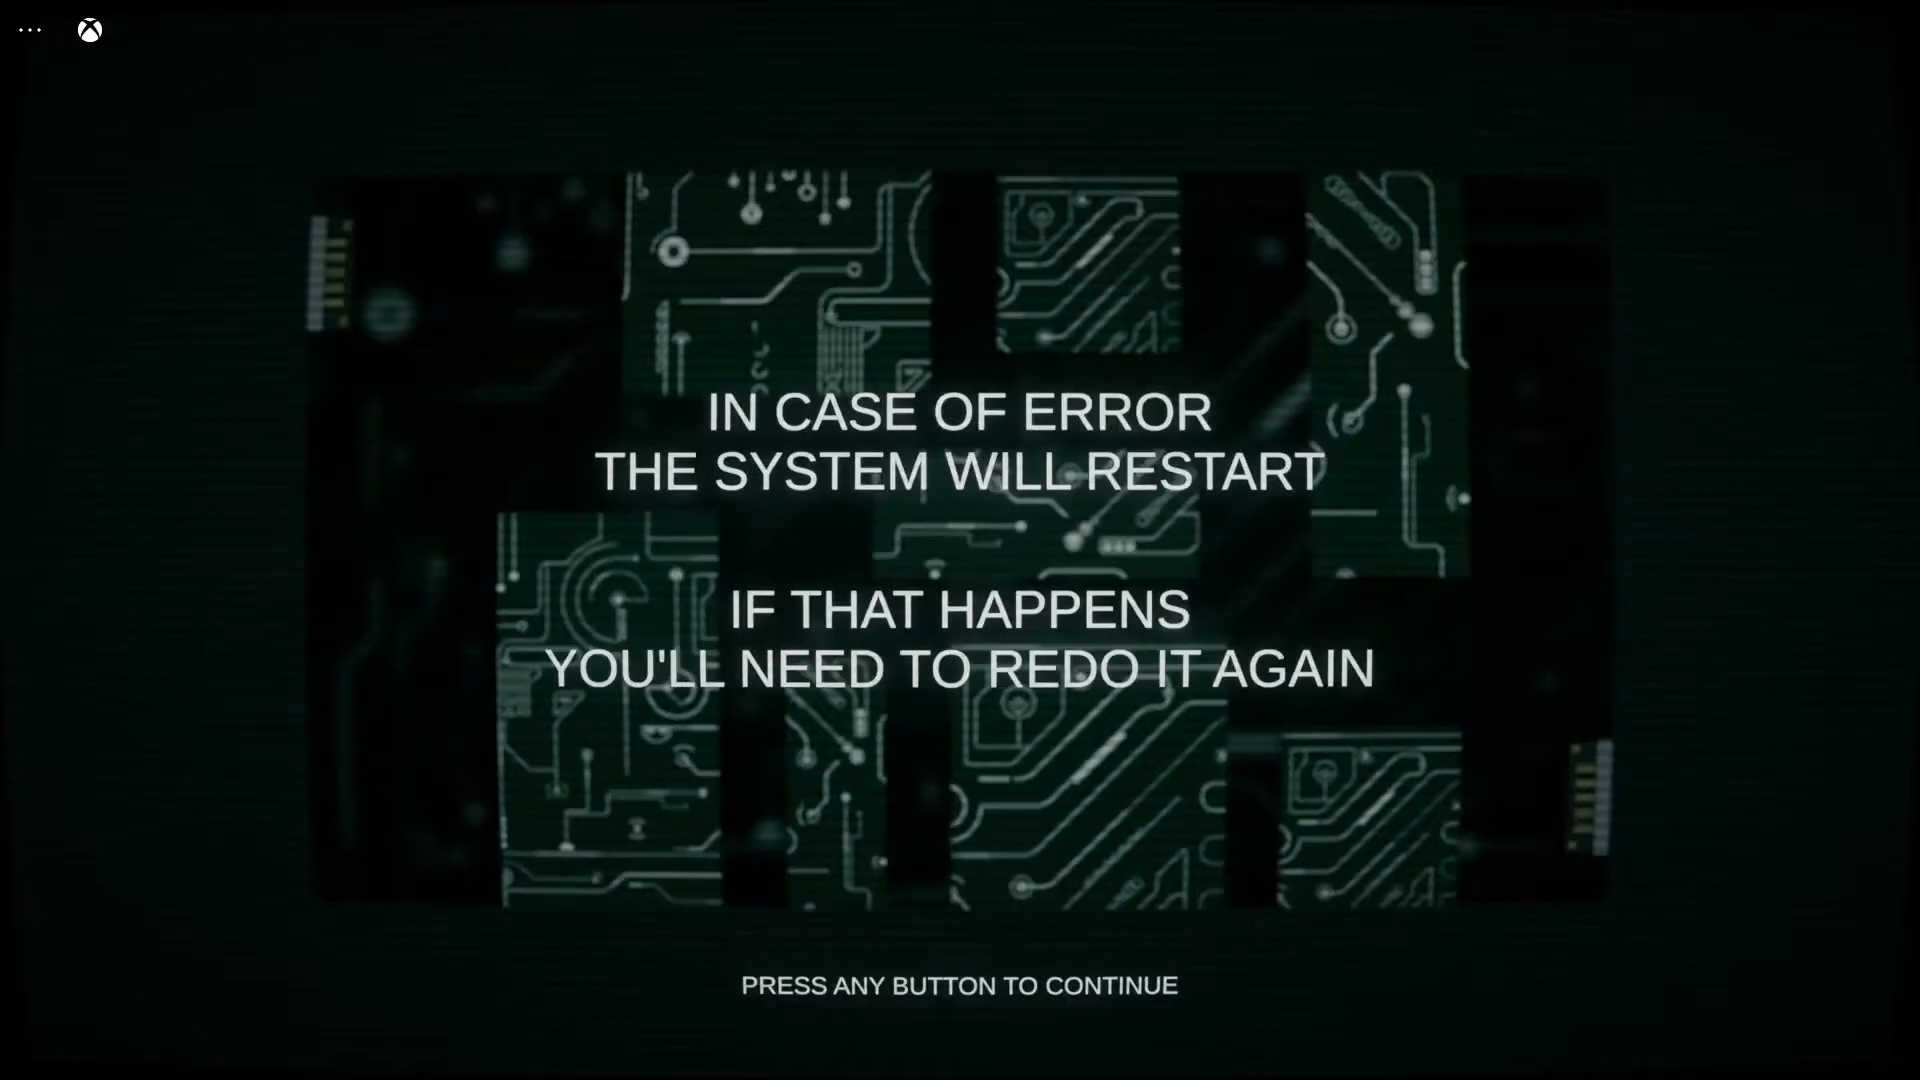 IN CASE OF ERROR
THE SYSTEM WILL RESTART
IF THAT HAPPENS
YOU'LL NEED TO REDO IT AGAIN
PRESS ANY BUTTON TO CONTINUE